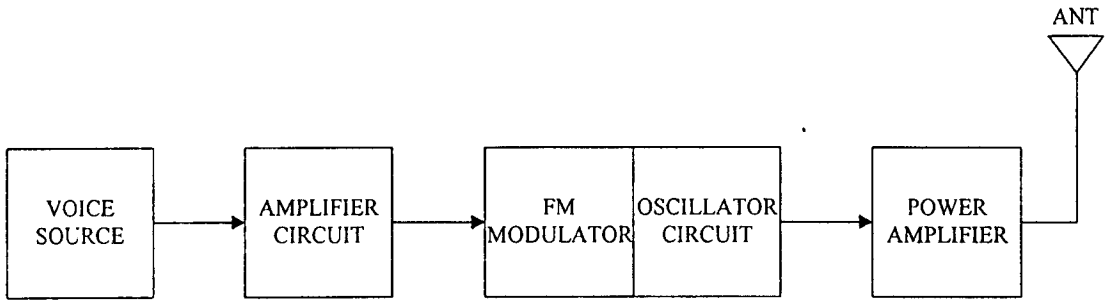 ANT
VOICE
SOURCE
AMPLIFIER
CIRCUIT
FM
MODULATOR
OSCILLATOR
CIRCUIT
POWER
AMPLIFIER